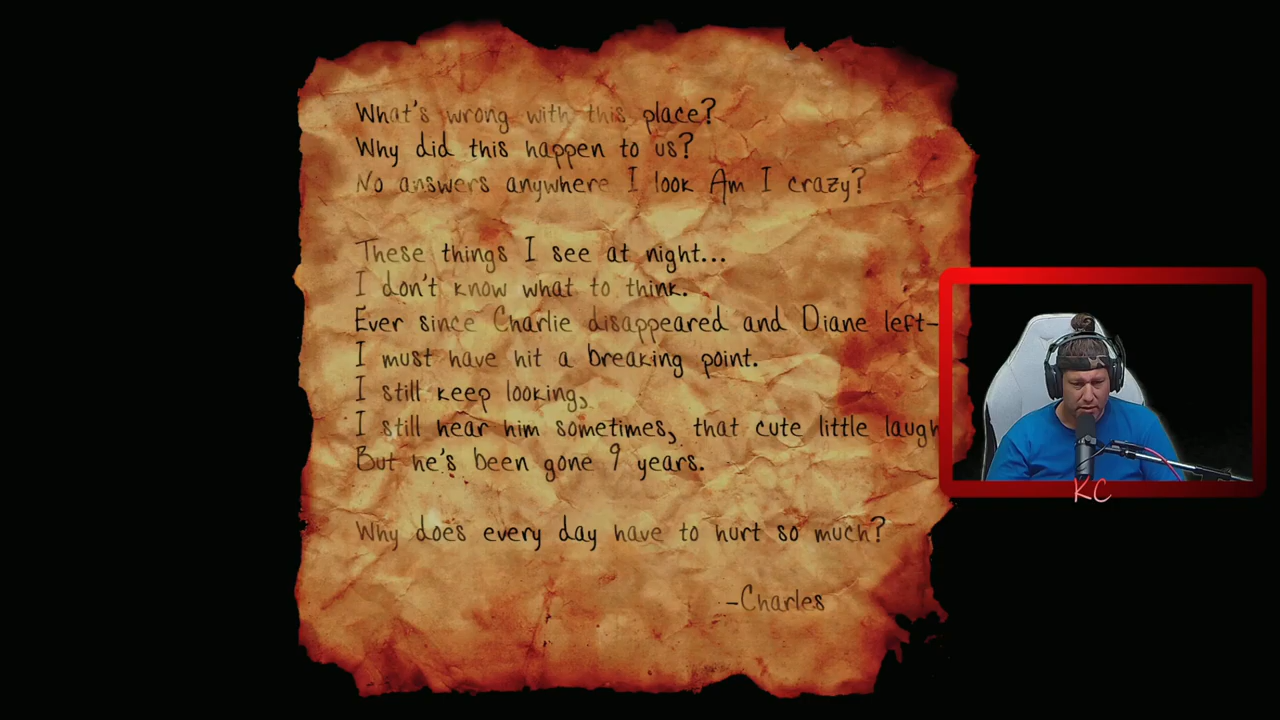 What's wrong with this place?
Why did this happen to us?
No answers anywhere I look Am I crazy?
These things I see at night...
I don't know what to think.
Ever since Charlie disappeared and Diane left-
I must have hit a breaking point.
I still keep looking,
I still hear him sometimes, that cute little laugh
But he's been gone 9 years.
Why does every day have to hurt so much?
-Charles
KC